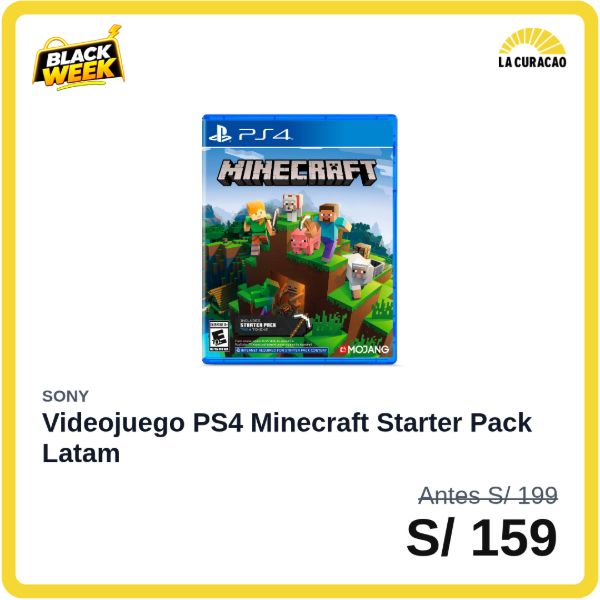 BLACK
WEEK
LA CURACAO
PS4
MINECRAFT
INCLUDES
STARTER PACK
E
MOJANG
SONY
Videojuego PS4 Minecraft Starter Pack
Latam
Antes S/ 199
S/ 159